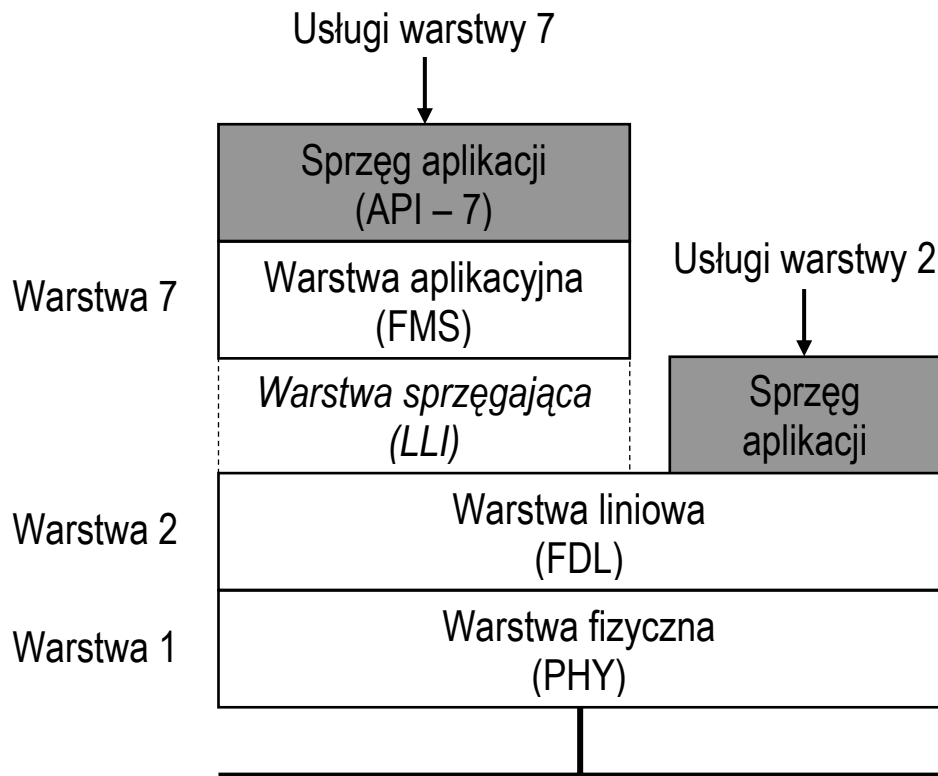 Usługi warstwy 7
Sprzęg aplikacji
(API – 7)
Usługi warstwy 2
Warstwa 7
Warstwa aplikacyjna
(FMS)
Warstwa sprzęgająca
(LLI)
Sprzęg
aplikacji
Warstwa 2
Warstwa liniowa
(FDL)
Warstwa 1
Warstwa fizyczna
(PHY)